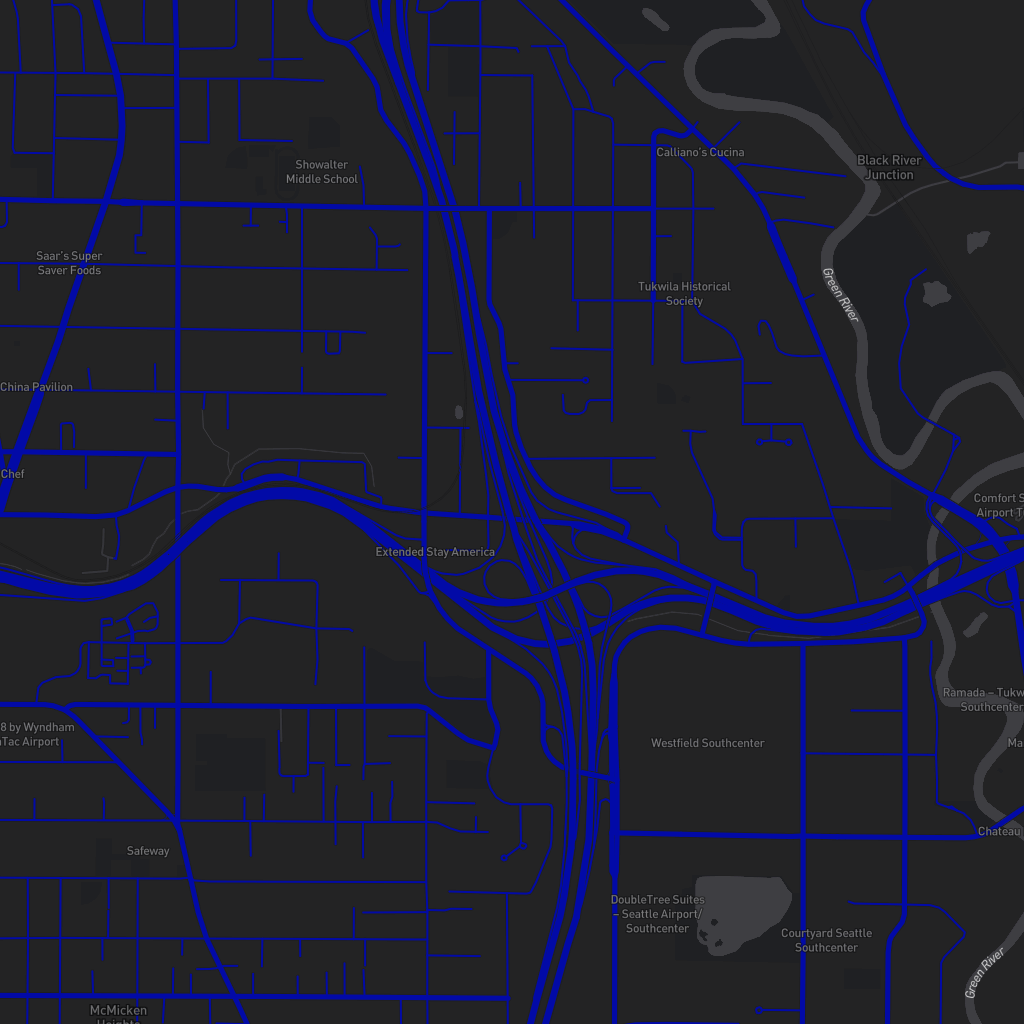 Calliano's Cucina
Black River
Junction
Showalter
Middle School
Saar's Super
Saver Foods
Green River
Tukwila Historical
Society
China Pavilion
Chef
Comfort S
Airport T
Extended Stay America
Ramada – Tukw
Southcenter
8 by Wyndham
Tac Airport
Westfield Southcenter
Ma
Chateau
Safeway
DoubleTree Suites
– Seattle Airport/
Southcenter
Courtyard Seattle
Southcenter
Green River
McMicken
Heights